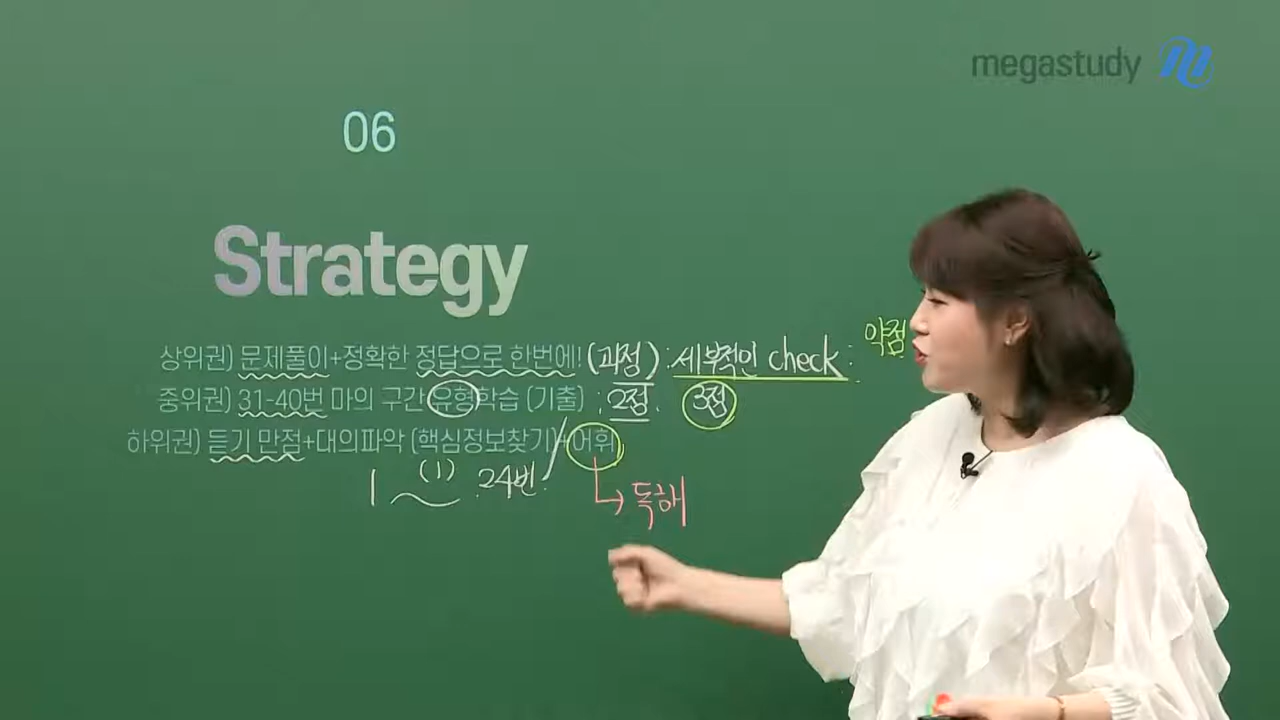 megastudy
06
Strategy
상위권) 문제풀이+정확한 정답으로 한번에! (과정) : 세부적인 check : 약점
중위권) 31-40번 마의 구간 유형학습 (기출) : 2점. 3점
하위권) 듣기 만점+대의파악 (핵심정보찾기)+어휘
1 ~ (1) 24번. → 독해